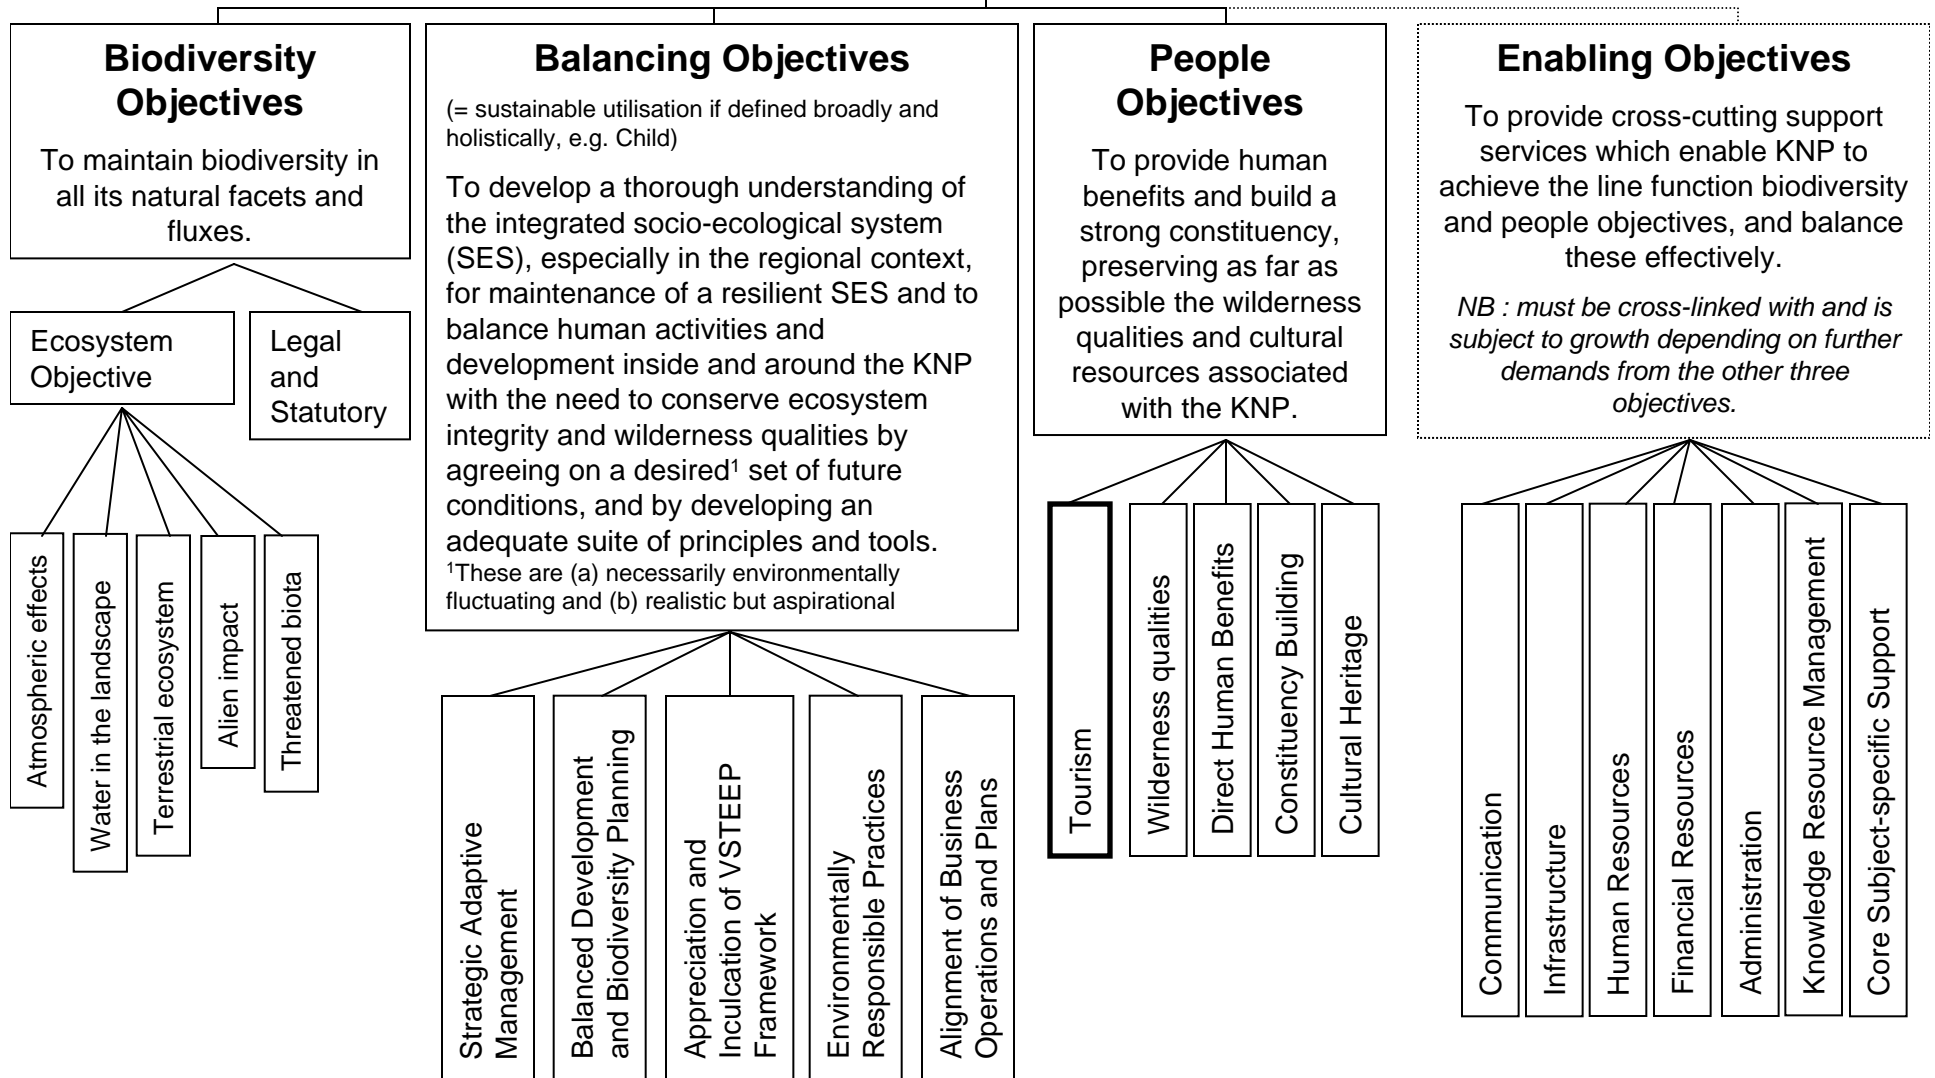 Biodiversity
Objectives
To maintain biodiversity in
all its natural facets and
fluxes.
Ecosystem
Objective
Legal
and
Statutory
Atmospheric effects
Water in the landscape
Terrestrial ecosystem
Alien impact
Threatened biota
Balancing Objectives
(= sustainable utilisation if defined broadly and
holistically, e.g. Child)
To develop a thorough understanding of
the integrated socio-ecological system
(SES), especially in the regional context,
for maintenance of a resilient SES and to
balance human activities and
development inside and around the KNP
with the need to conserve ecosystem
integrity and wilderness qualities by
agreeing on a desired¹ set of future
conditions, and by developing an
adequate suite of principles and tools.
¹These are (a) necessarily environmentally
fluctuating and (b) realistic but aspirational
Strategic Adaptive
Management
Balanced Development
and Biodiversity Planning
Appreciation and
Inculcation of VSTEEP
Framework
Environmentally
Responsible Practices
Alignment of Business
Operations and Plans
People
Objectives
To provide human
benefits and build a
strong constituency,
preserving as far as
possible the wilderness
qualities and cultural
resources associated
with the KNP.
Tourism
Wilderness qualities
Direct Human Benefits
Constituency Building
Cultural Heritage
Enabling Objectives
To provide cross-cutting support
services which enable KNP to
achieve the line function biodiversity
and people objectives, and balance
these effectively.
NB : must be cross-linked with and is
subject to growth depending on further
demands from the other three
objectives.
Communication
Infrastructure
Human Resources
Financial Resources
Administration
Knowledge Resource Management
Core Subject-specific Support